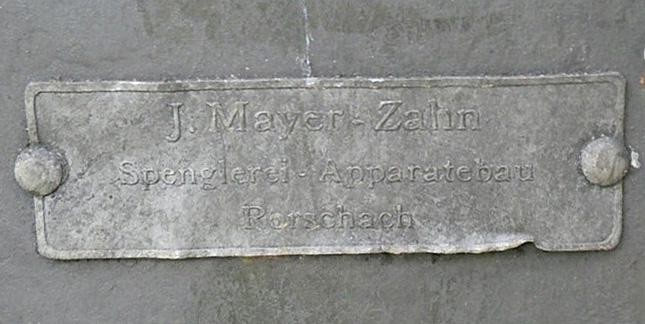 J. Mayer - Zahn
Spenglerei - Apparatebau
Rorschach